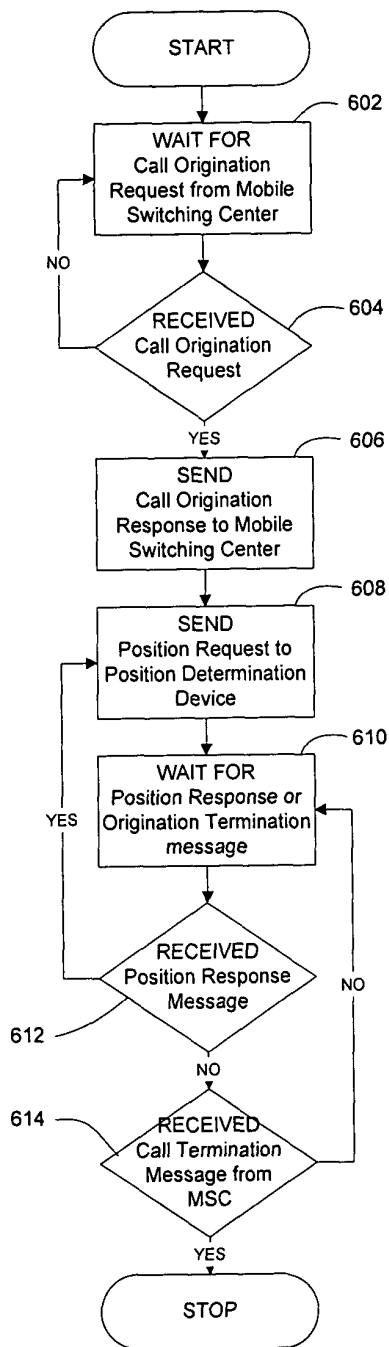 START
602
WAIT FOR
Call Origination
Request from Mobile
Switching Center
NO
604
RECEIVED
Call Origination
Request
YES
606
SEND
Call Origination
Response to Mobile
Switching Center
608
SEND
Position Request to
Position Determination
Device
610
WAIT FOR
Position Response or
Origination Termination
message
YES
RECEIVED
Position Response
Message
NO
612
NO
614
RECEIVED
Call Termination
Message from
MSC
YES
STOP